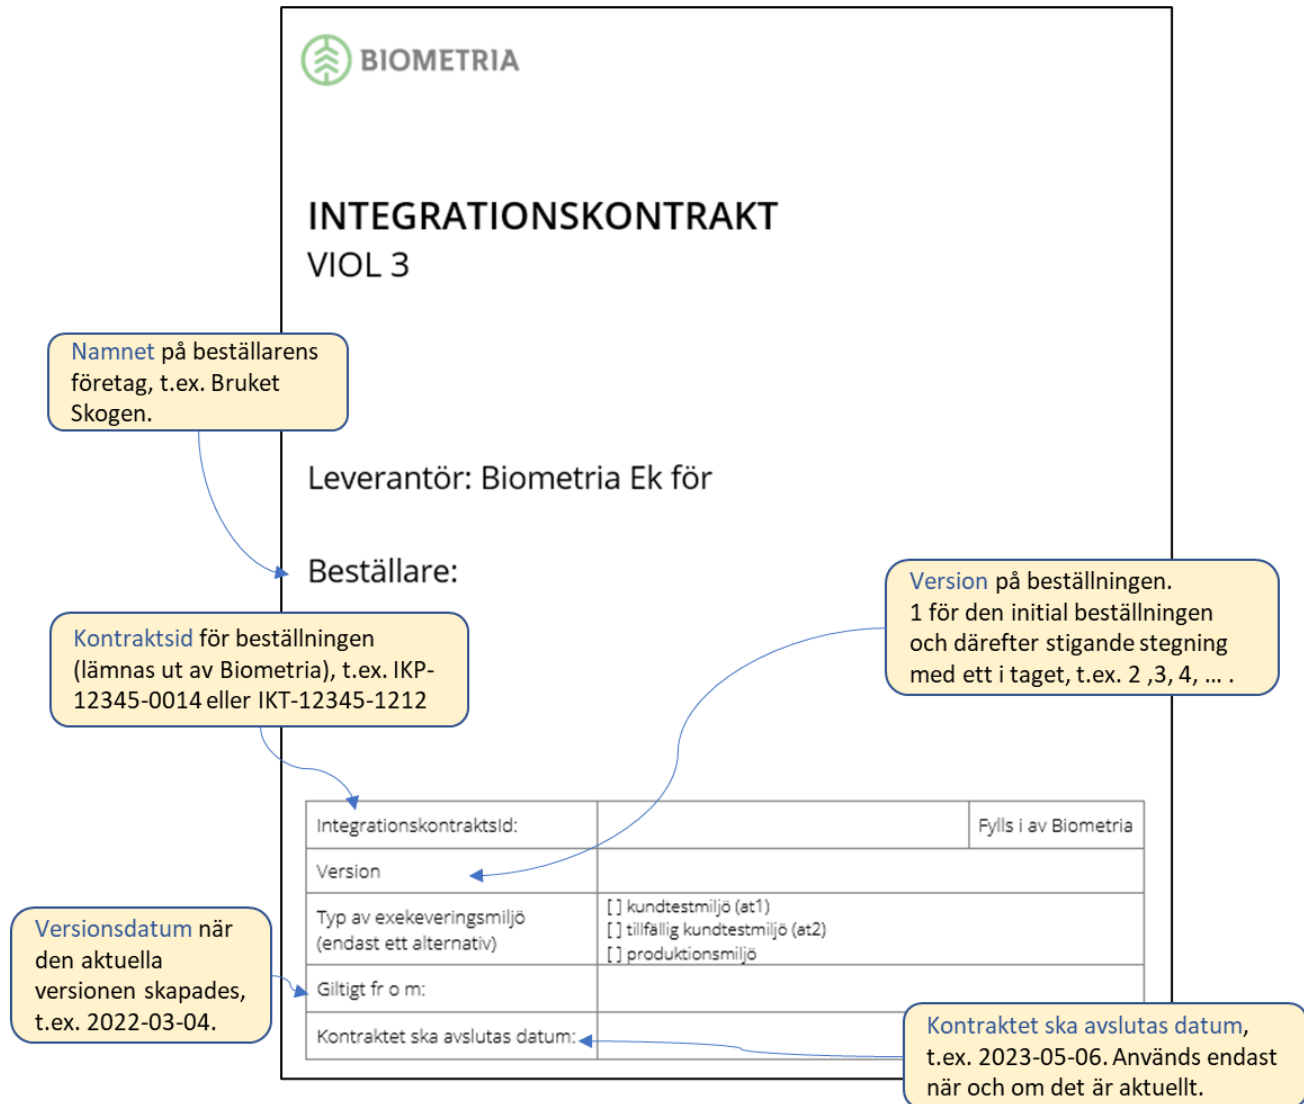 BIOMETRIA
INTEGRATIONSKONTRAKT
VIOL 3
Namnet på beställarens
företag, t.ex. Bruket
Skogen.
Leverantör: Biometria Ek för
Beställare:
Version på beställningen.
1 för den initial beställningen
och därefter stigande stegning
med ett i taget, t.ex. 2 ,3, 4, ... .
Kontraktsid för beställningen
(lämnas ut av Biometria), t.ex. IKP-
12345-0014 eller IKT-12345-1212
IntegrationskontraktsId: Fylls i av Biometria
Version
Typ av exekeveringsmiljö
(endast ett alternativ)
[ ] kundtestmiljö (at1)
[ ] tillfällig kundtestmiljö (at2)
[ ] produktionsmiljö
Versionsdatum när
den aktuella
versionen skapades,
t.ex. 2022-03-04.
Giltigt fr o m:
Kontraktet ska avslutas datum:
Kontraktet ska avslutas datum,
t.ex. 2023-05-06. Används endast
när och om det är aktuellt.